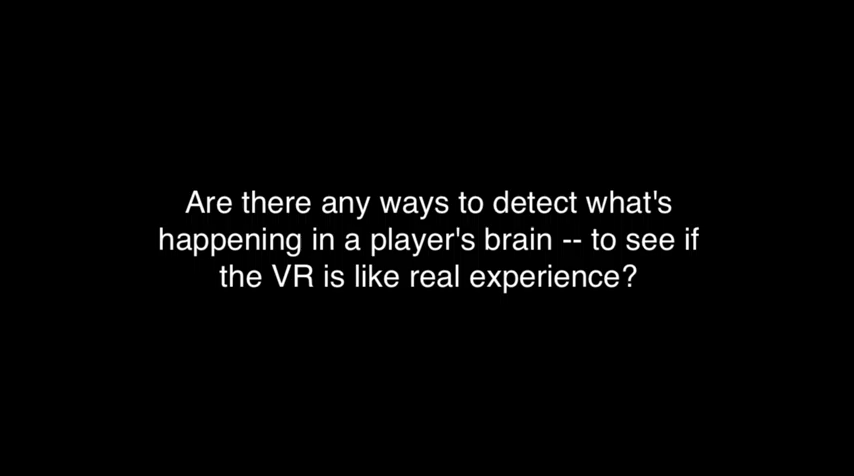 Are there any ways to detect what's
happening in a player's brain -- to see if
the VR is like real experience?